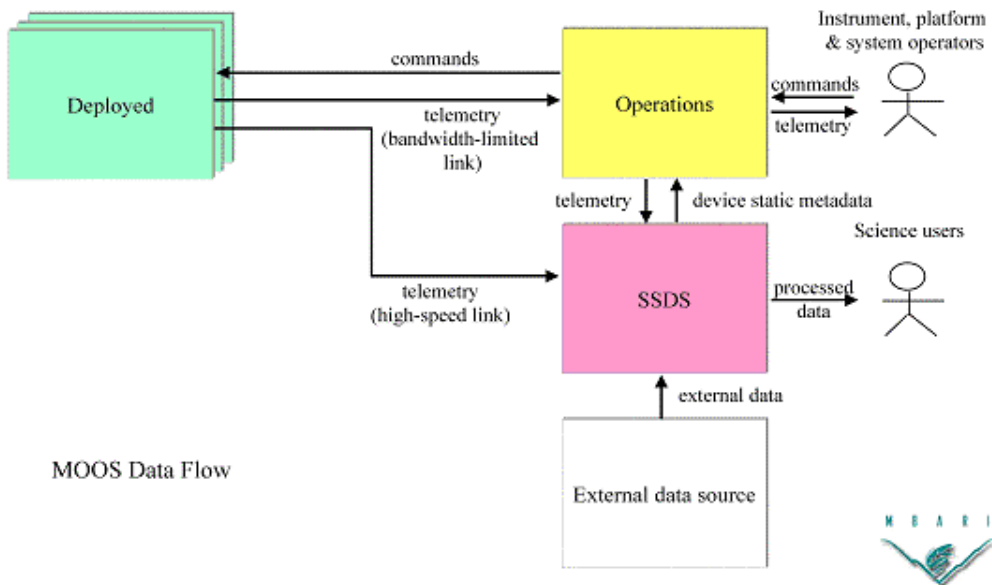 Instrument, platform
& system operators
commands
Deployed
Operations
commands
telemetry
telemetry
(bandwidth-limited
link)
telemetry
device static metadata
Science users
SSDS
processed
data
telemetry
(high-speed link)
external data
MOOS Data Flow
External data source
MBARI